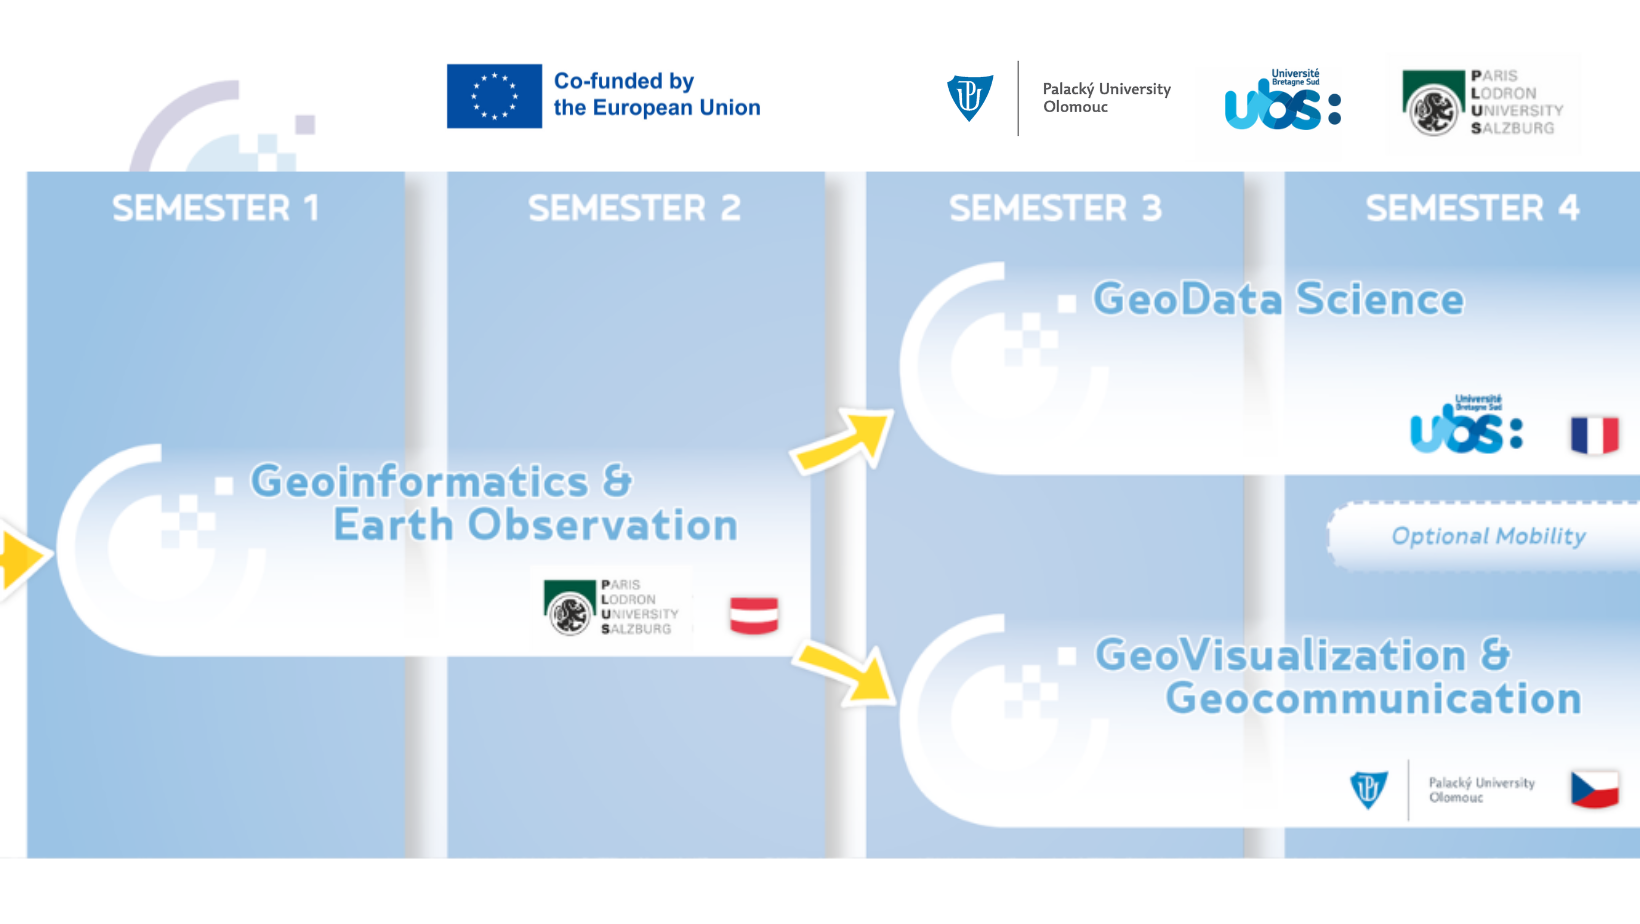 Co-funded by
the European Union
Palacký University
Olomouc
Université
Bretagne Sud
ubs:
PARIS
LODRON
UNIVERSITY
SALZBURG
SEMESTER 1
SEMESTER 2
SEMESTER 3
SEMESTER 4
GeoData Science
Université
Bretagne Sud
ubs:
Geoinformatics &
Earth Observation
Optional Mobility
PARIS
LODRON
UNIVERSITY
SALZBURG
GeoVisualization &
Geocommunication
Palacký University
Olomouc